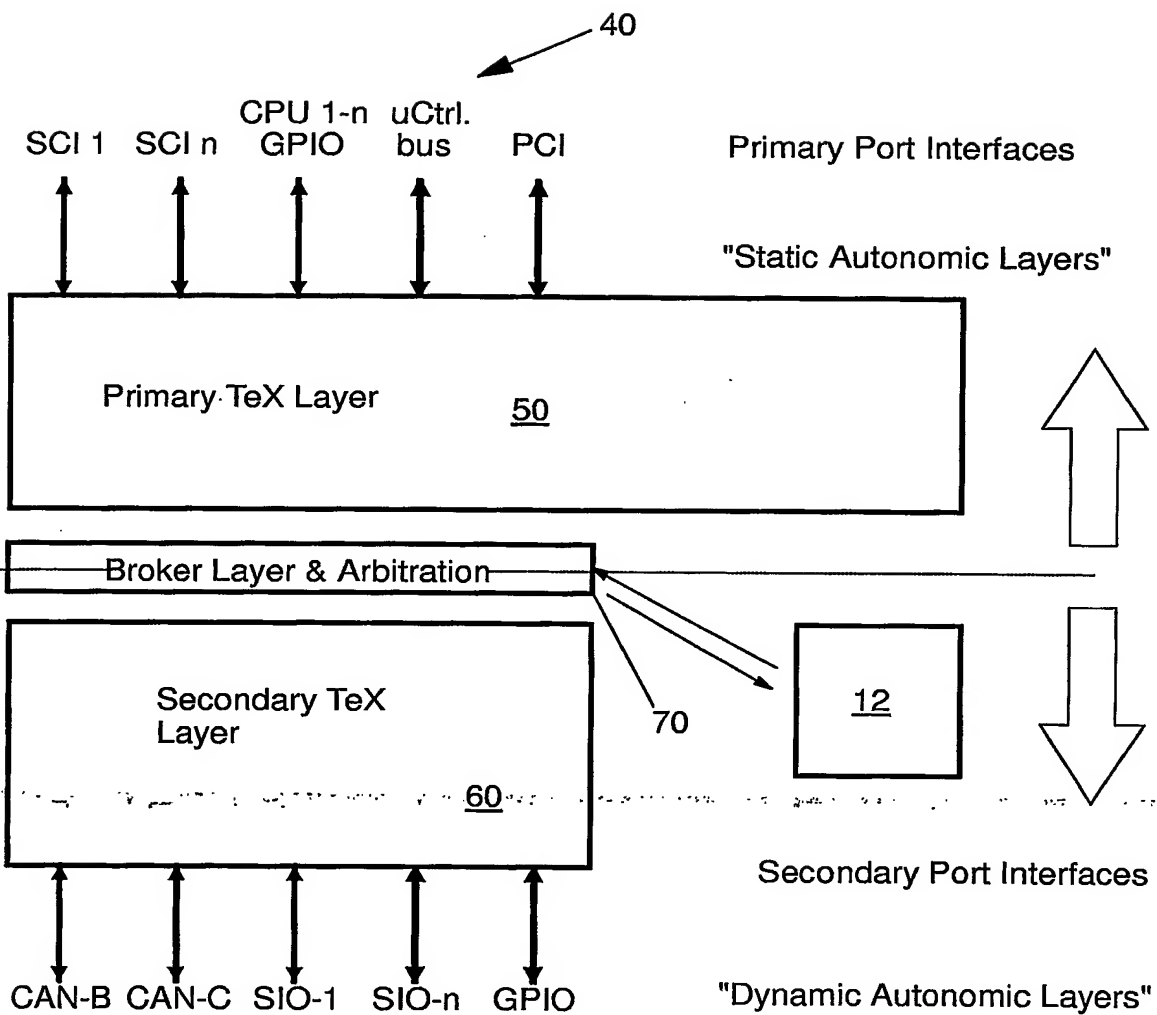 40
CPU 1-n uCtrl.
SCI 1 SCI n GPIO bus PCI
Primary Port Interfaces
"Static Autonomic Layers"
Primary TeX Layer
50
Broker Layer & Arbitration
Secondary TeX
Layer
70
12
60
Secondary Port Interfaces
CAN-B CAN-C SIO-1 SIO-n GPIO
"Dynamic Autonomic Layers"